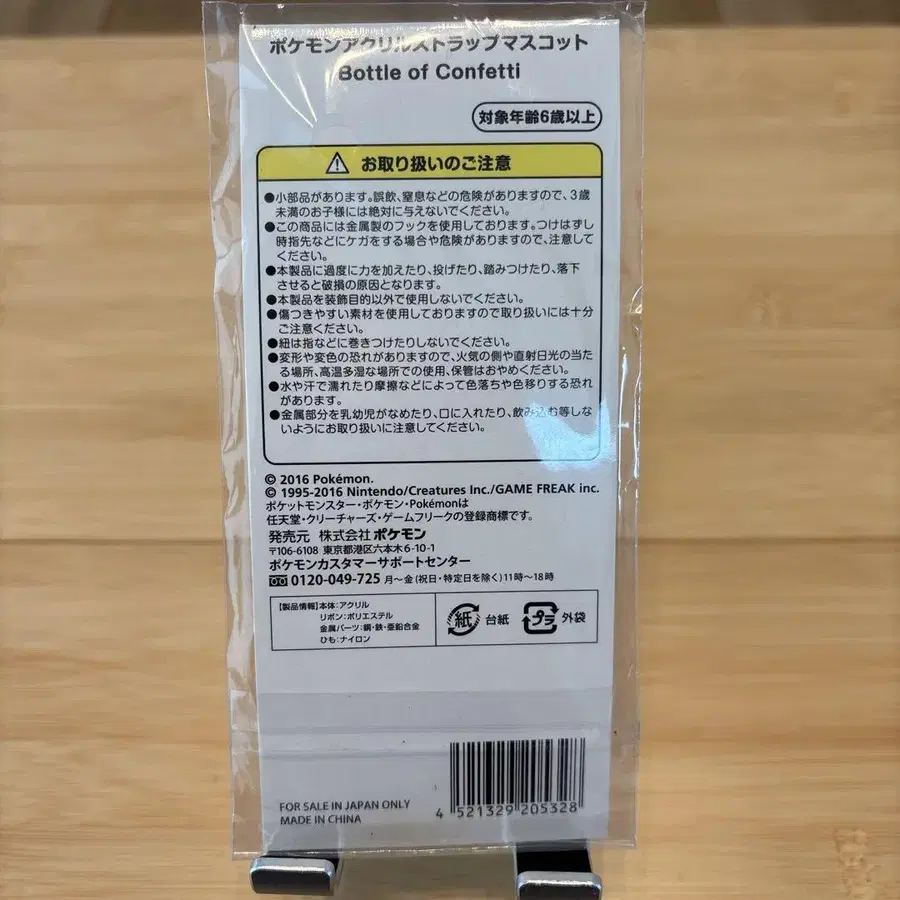 ポケモンアクリルストラップマスコット
Bottle of Confetti
対象年齢6歳以上
お取り扱いのご注意
●小部品があります。誤飲、窒息などの危険がありますので、3歳
未満のお子様には絶対に与えないでください。
●この商品には金属製のフックを使用しております。つけはずし
時指先などにケガをする場合や危険がありますので、注意して
ください。
●本製品に過度に力を加えたり、投げたり、踏みつけたり、落下
させると破損の原因となります。
●本製品を装飾目的以外で使用しないでください。
●傷つきやすい素材を使用しておりますので取り扱いには十分
ご注意ください。
●紐は指などに巻きつけたりしないでください。
●変形や変色の恐れがありますので、火気の側や直射日光の当た
る場所、高温多湿な場所での使用、保管はおやめください。
●水や汗で濡れたり摩擦などによって色落ちや色移りする恐れ
があります。
●金属部分を乳幼児がなめたり、口に入れたり、飲み込む等しな
いようにお取り扱いに注意してください。
© 2016 Pokémon.
© 1995-2016 Nintendo/Creatures Inc./GAME FREAK inc.
ポケットモンスター・ポケモン・Pokémonは
任天堂・クリーチャーズ・ゲームフリークの登録商標です。
発売元 株式会社ポケモン
〒106-6108 東京都港区六本木6-10-1
ポケモンカスタマーサポートセンター
0120-049-725 月～金(祝日・特定日を除く)11時～18時
【製品情報】本体:アクリル
リボン:ポリエステル
金属パーツ:銅・鉄・亜鉛合金
ひも:ナイロン
紙 台紙
プラ 外袋
FOR SALE IN JAPAN ONLY
MADE IN CHINA
4 521329 205328